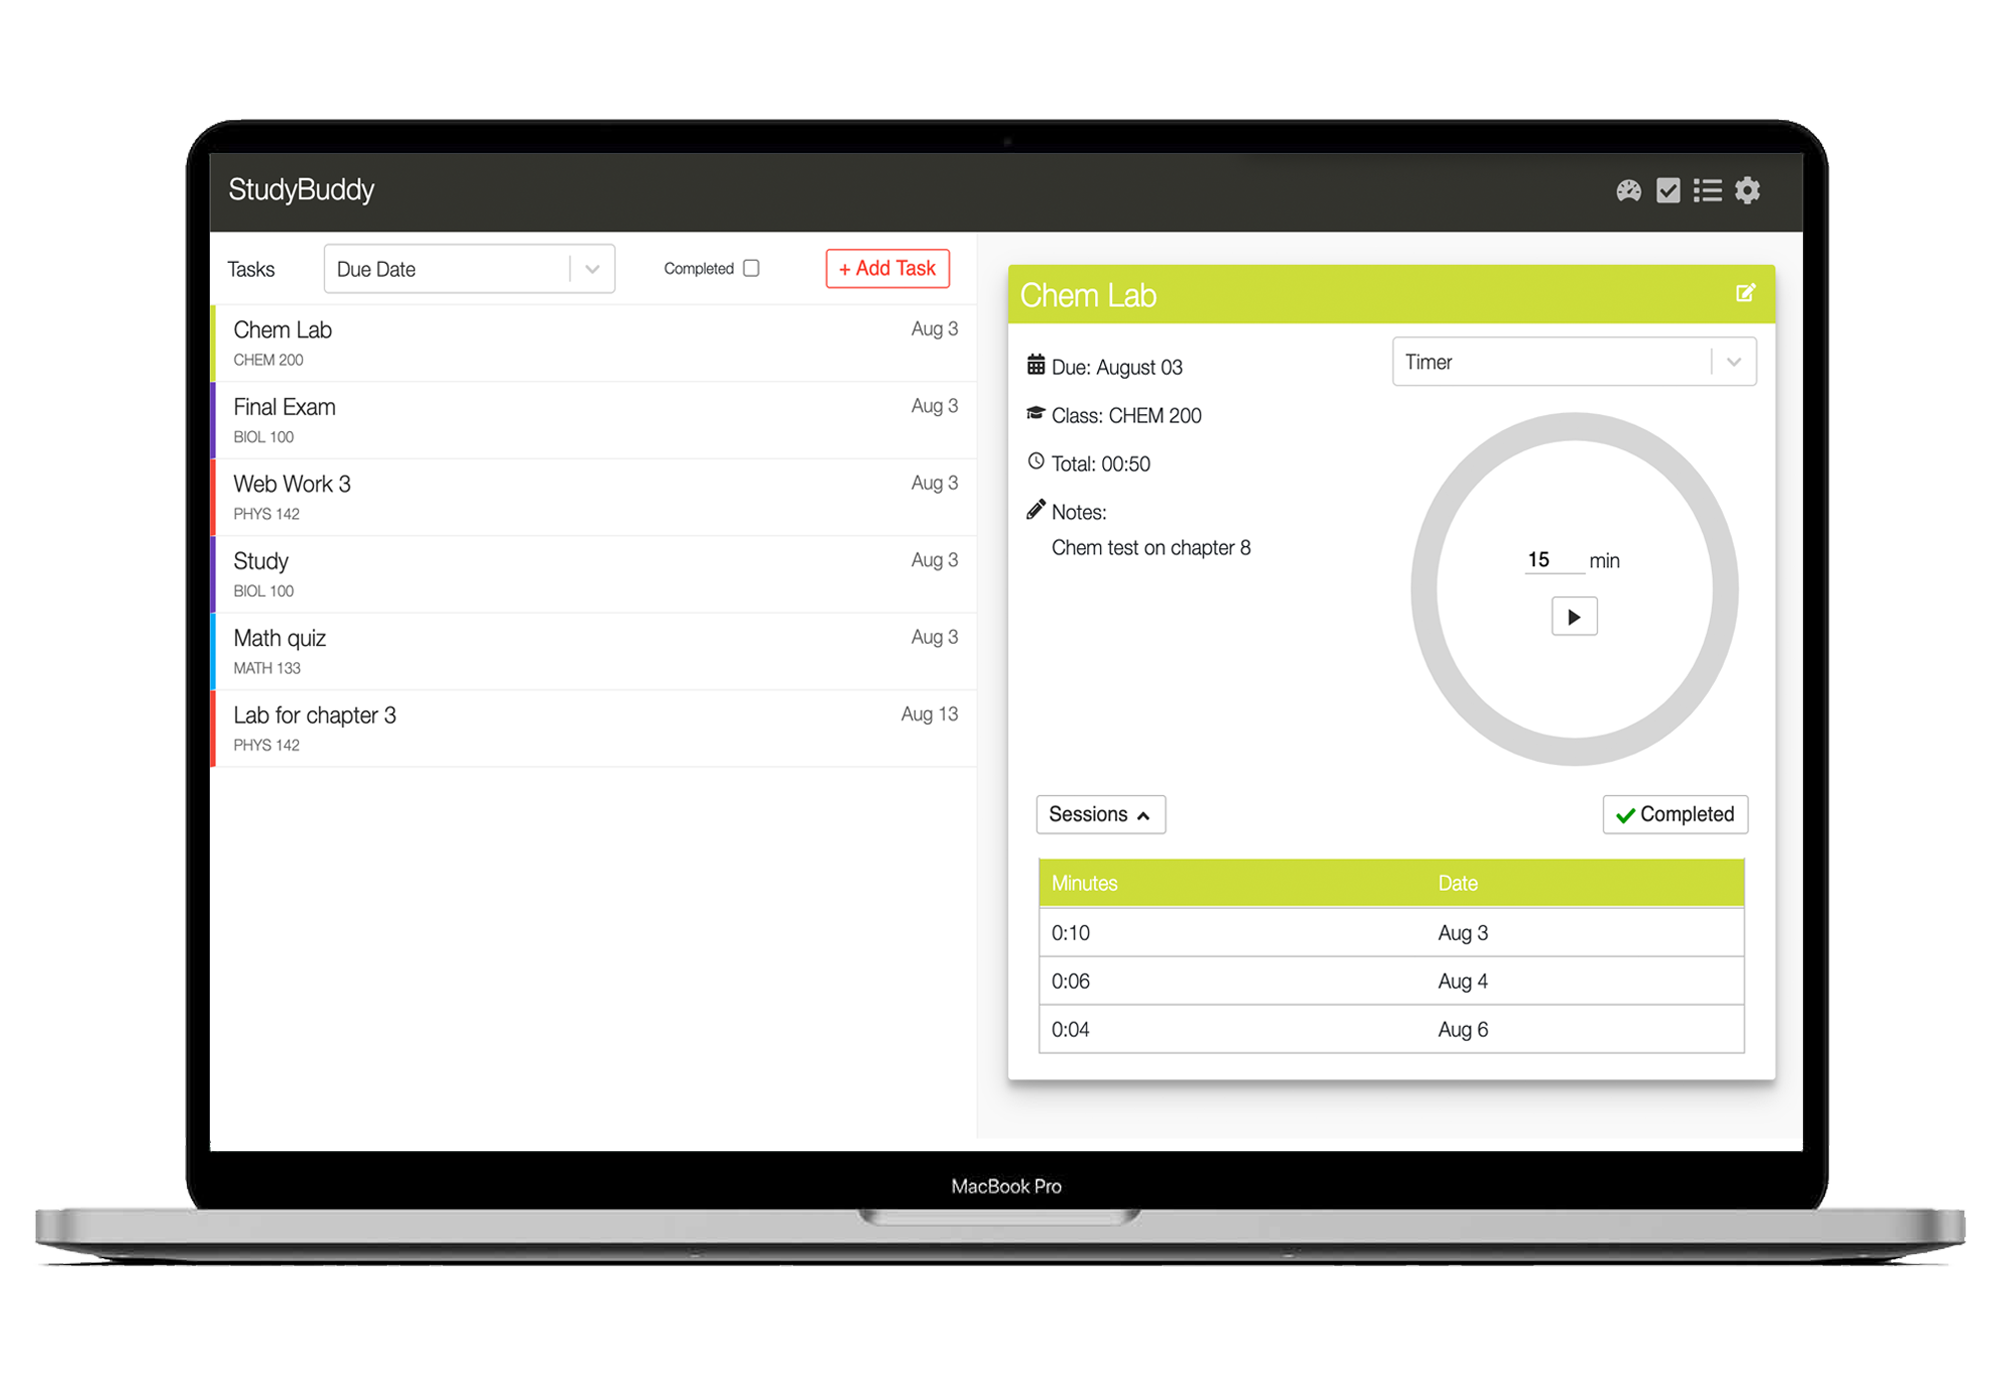 StudyBuddy
Tasks
Due Date
Completed
+ Add Task
Chem Lab
Aug 3
CHEM 200
Final Exam
Aug 3
BIOL 100
Web Work 3
Aug 3
PHYS 142
Study
Aug 3
BIOL 100
Math quiz
Aug 3
MATH 133
Lab for chapter 3
Aug 13
PHYS 142
Chem Lab
Due: August 03
Class: CHEM 200
Total: 00:50
Notes:
Chem test on chapter 8
Timer
15 min
Sessions
Completed
Minutes Date
0:10 Aug 3
0:06 Aug 4
0:04 Aug 6
MacBook Pro